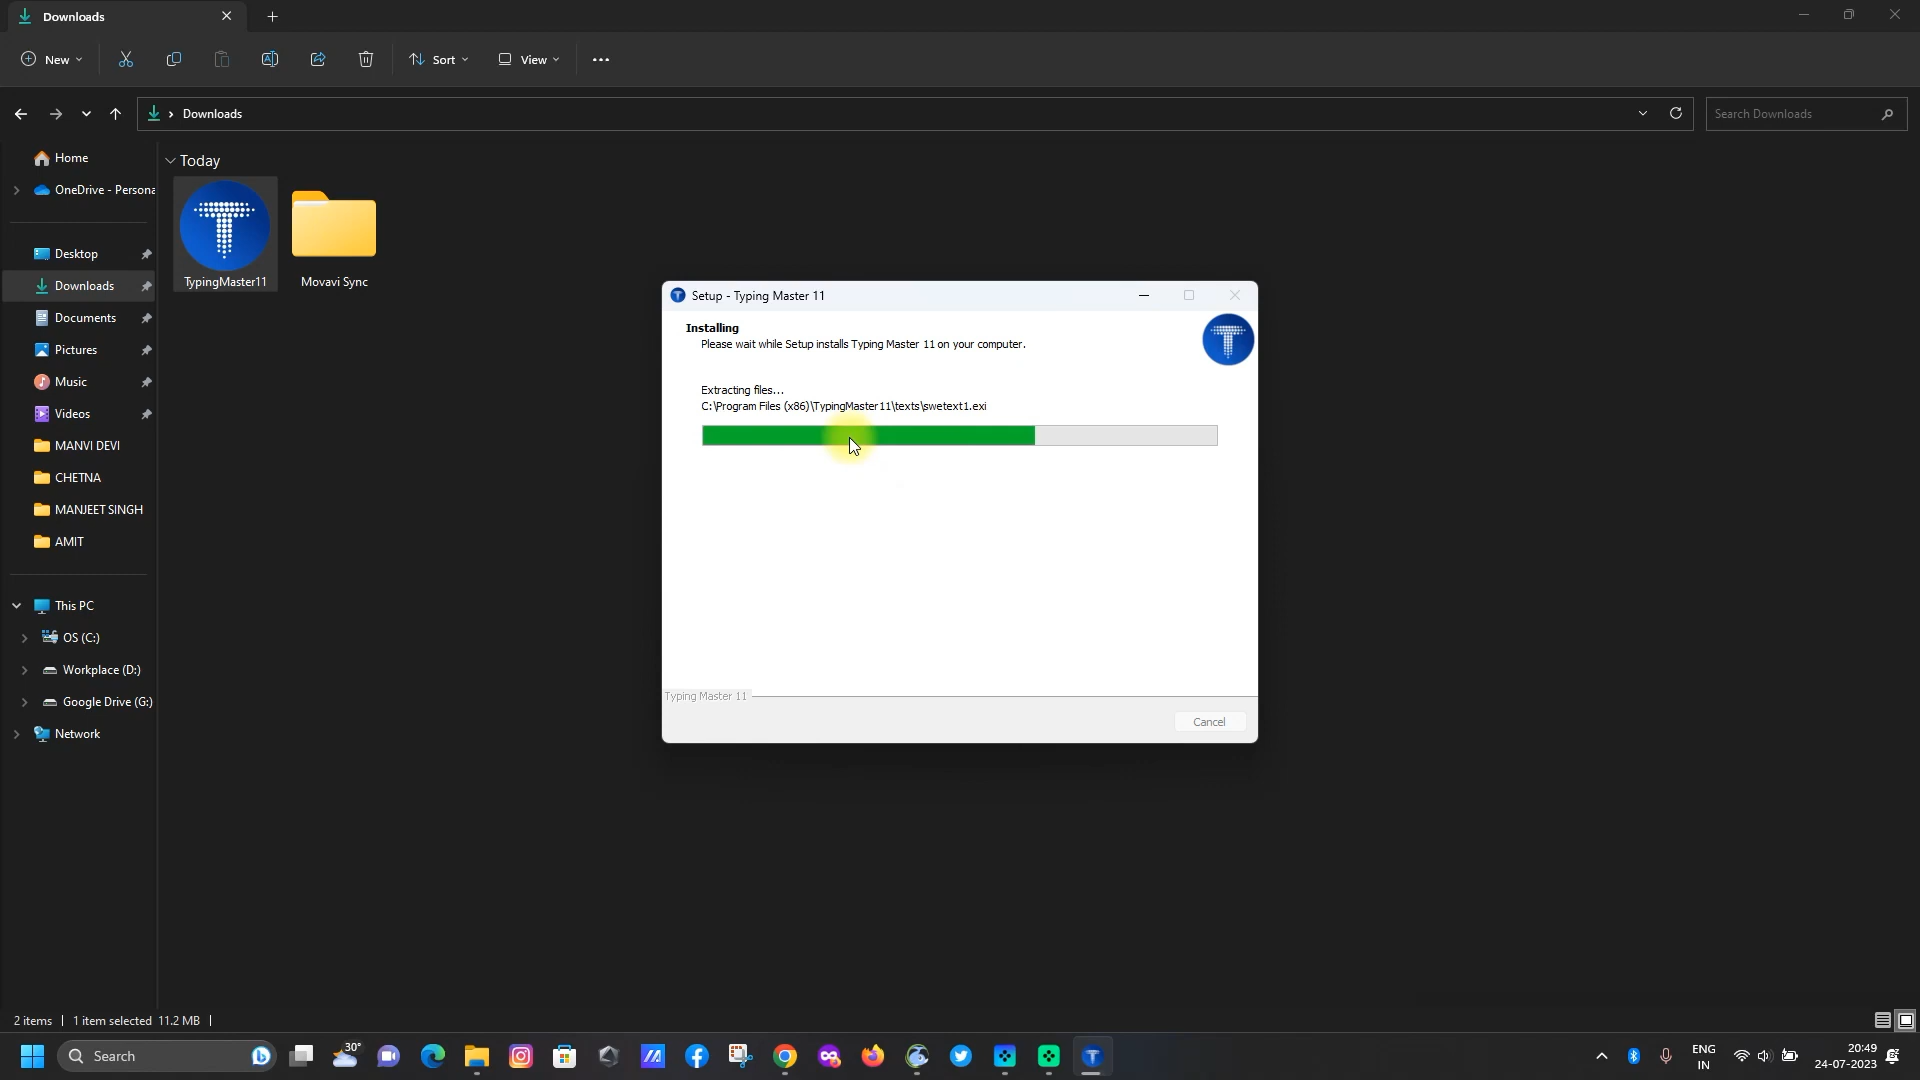 Downloads
New
Sort
View
Downloads
Search Downloads
Home
OneDrive - Persona
Desktop
Downloads
Documents
Pictures
Music
Videos
MANVI DEVI
CHETNA
MANJEET SINGH
AMIT
This PC
OS (C:)
Workplace (D:)
Google Drive (G:)
Network
Today
TypingMaster11
Movavi Sync
Setup - Typing Master 11
Installing
Please wait while Setup installs Typing Master 11 on your computer.
Extracting files...
C:\Program Files (x86)\TypingMaster11\texts\swetext1.exi
Typing Master 11
Cancel
2 items
1 item selected 11.2 MB
Search
30°
ENG
IN
20:49
24-07-2023